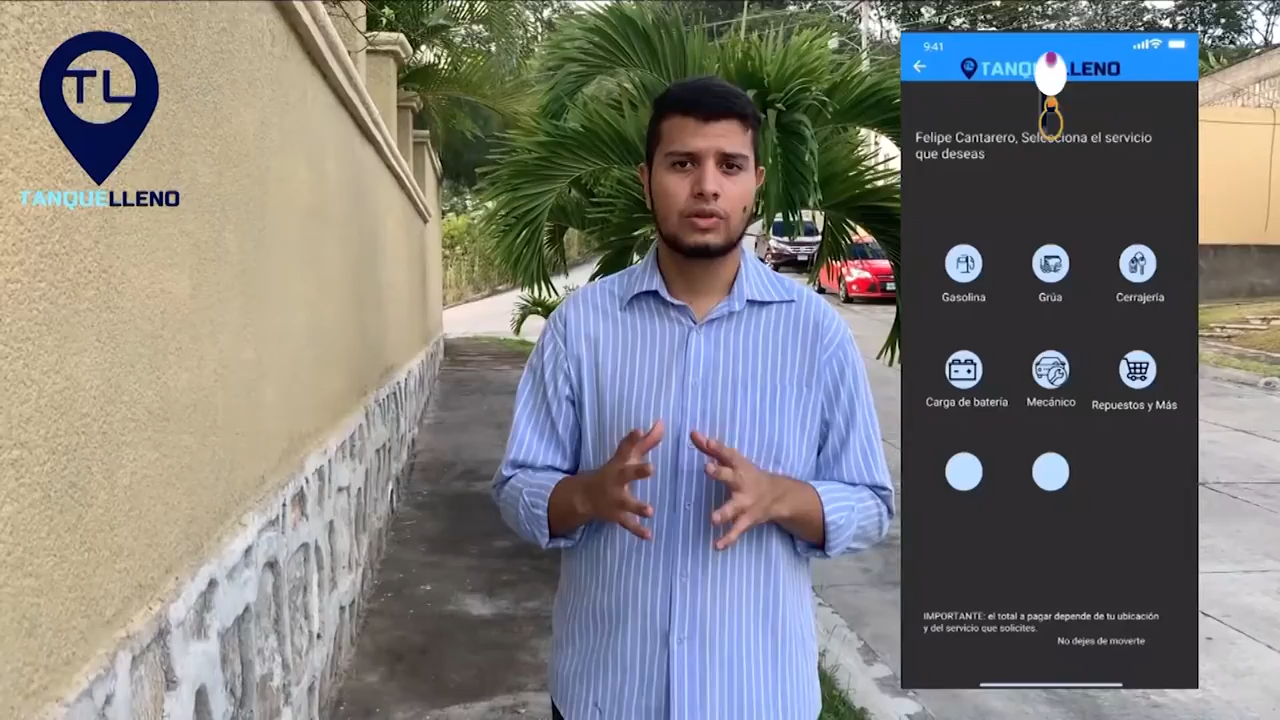 TL
TANQUELLENO
9:41
TANQUELLENO
Felipe Cantarero, Selecciona el servicio
que deseas
Gasolina
Grúa
Cerrajería
Carga de batería
Mecánico
Repuestos y Más
IMPORTANTE: el total a pagar depende de tu ubicación
y del servicio que solicites.
No dejes de moverte